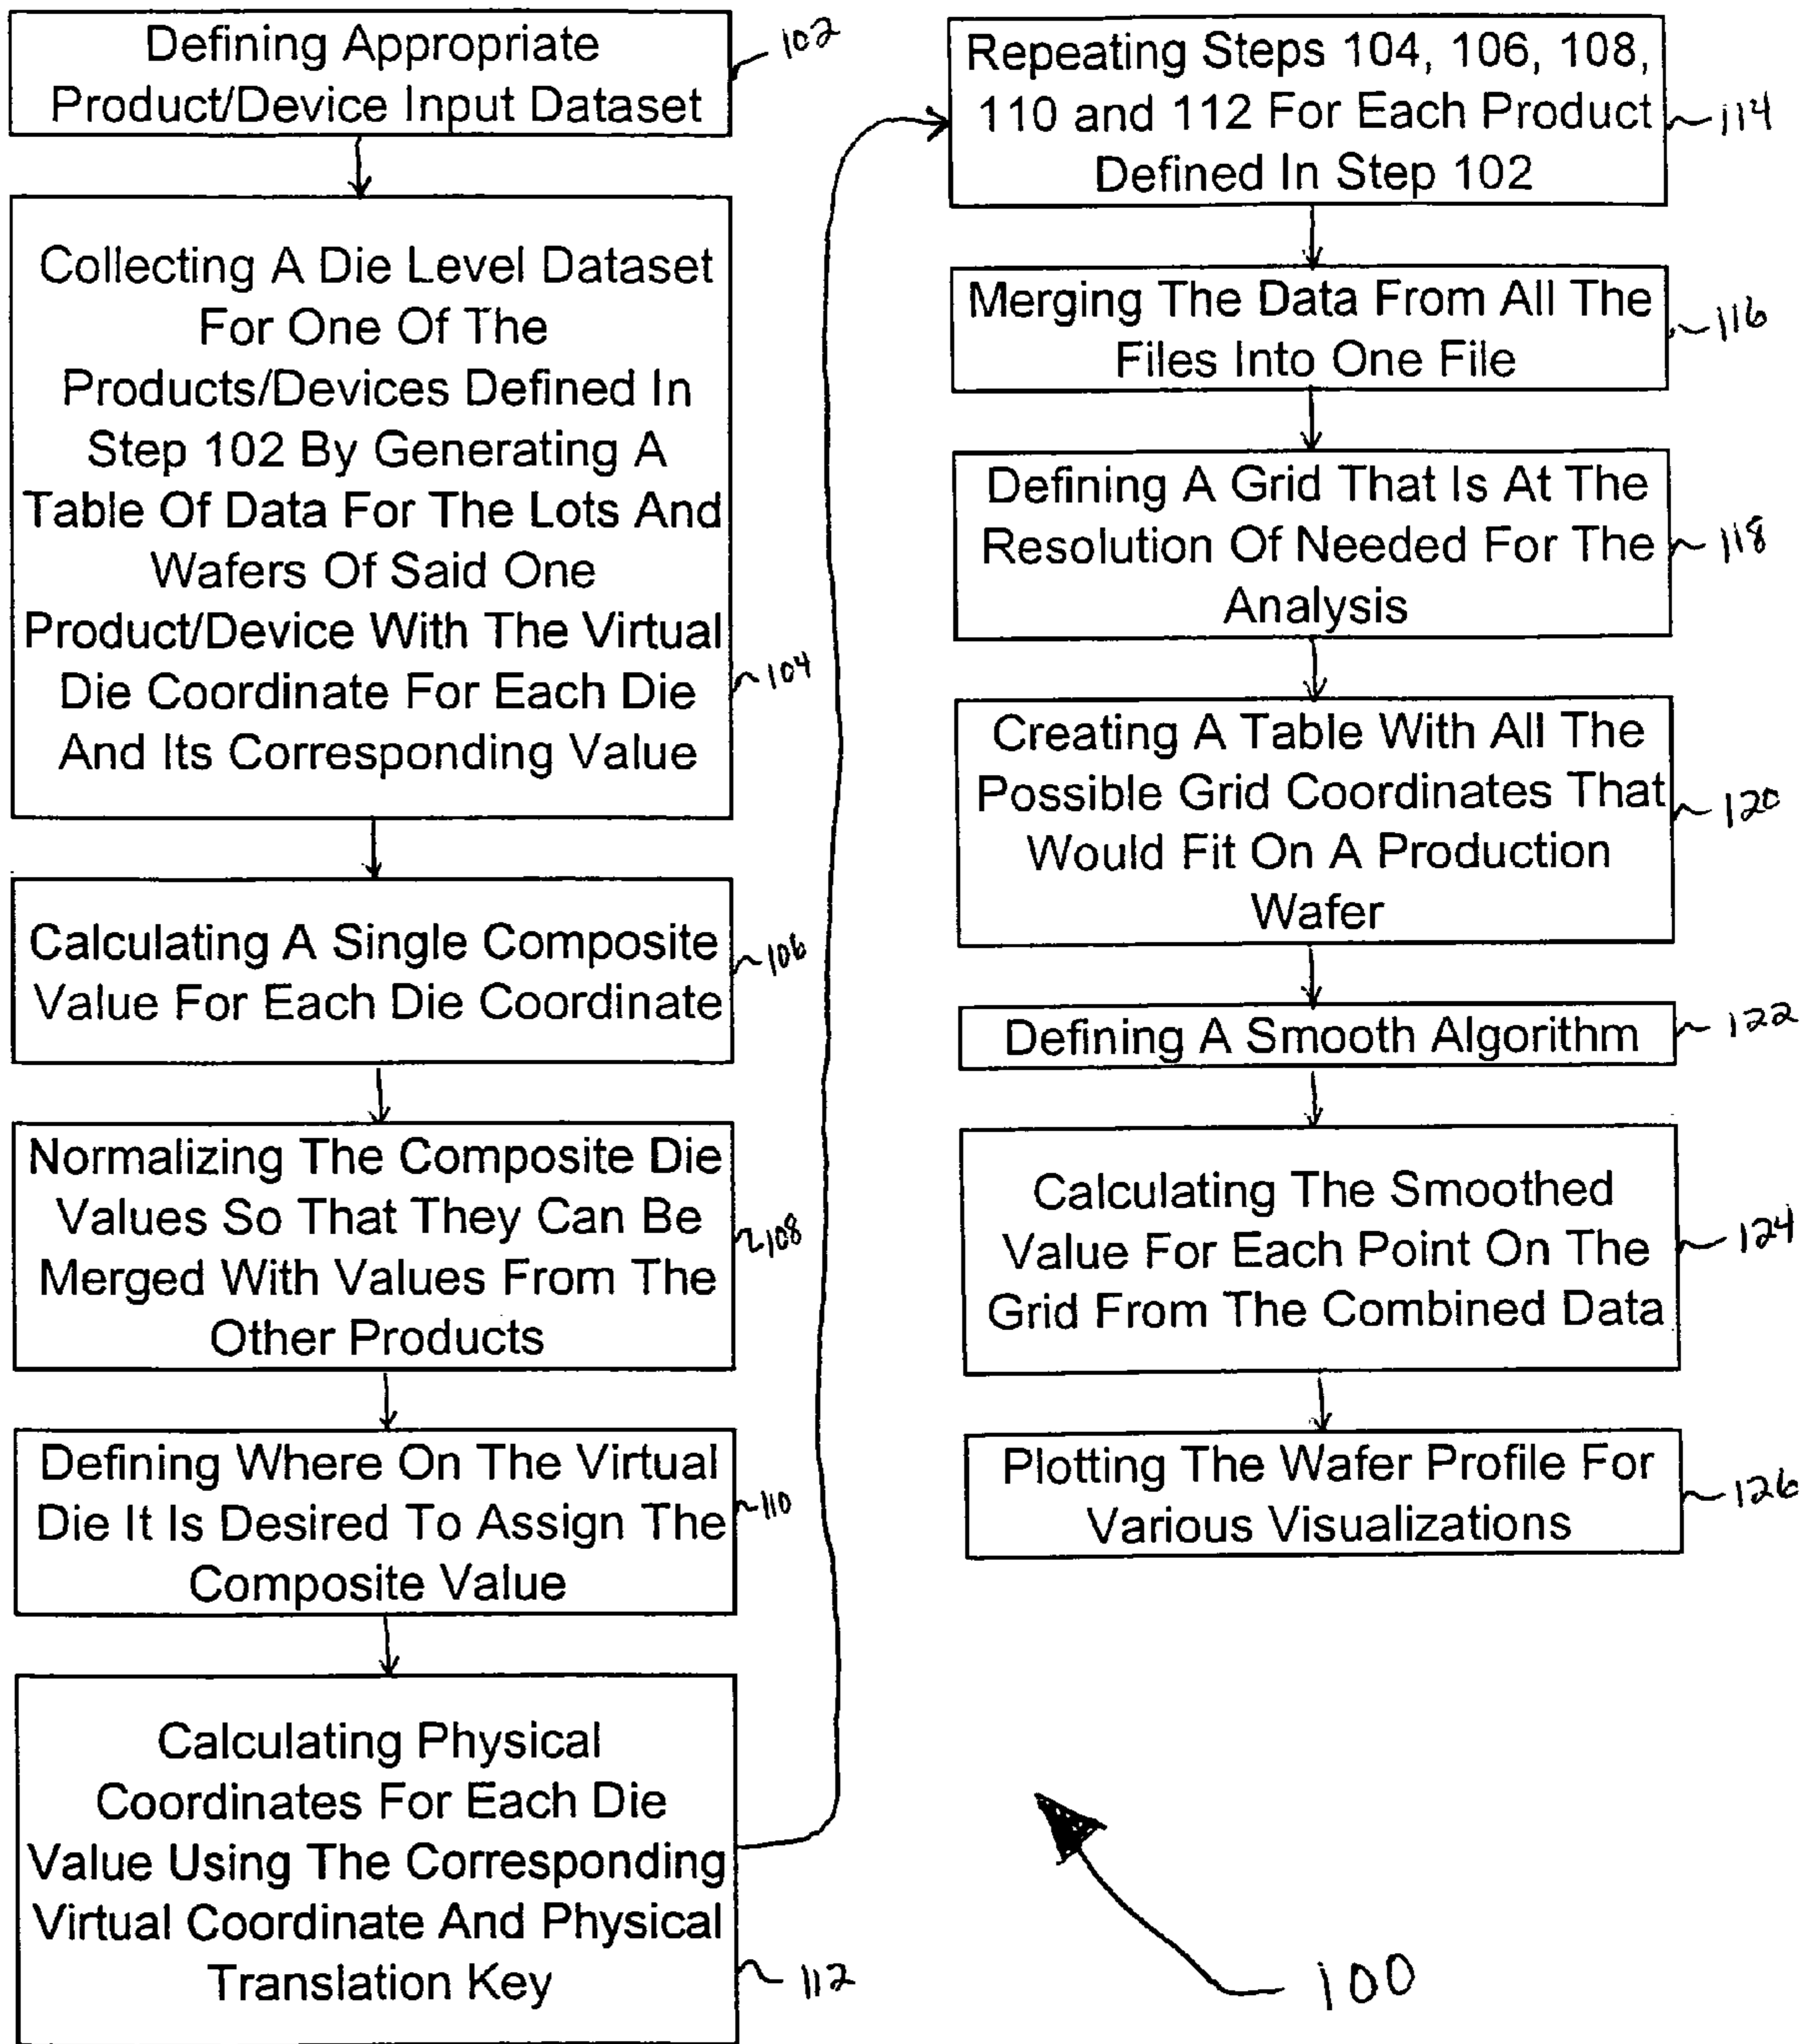 Defining Appropriate
Product/Device Input Dataset
102
Collecting A Die Level Dataset
For One Of The
Products/Devices Defined In
Step 102 By Generating A
Table Of Data For The Lots And
Wafers Of Said One
Product/Device With The Virtual
Die Coordinate For Each Die
And Its Corresponding Value
104
Calculating A Single Composite
Value For Each Die Coordinate
106
Normalizing The Composite Die
Values So That They Can Be
Merged With Values From The
Other Products
108
Defining Where On The Virtual
Die It Is Desired To Assign The
Composite Value
110
Calculating Physical
Coordinates For Each Die
Value Using The Corresponding
Virtual Coordinate And Physical
Translation Key
112
Repeating Steps 104, 106, 108,
110 and 112 For Each Product
Defined In Step 102
114
Merging The Data From All The
Files Into One File
116
Defining A Grid That Is At The
Resolution Of Needed For The
Analysis
118
Creating A Table With All The
Possible Grid Coordinates That
Would Fit On A Production
Wafer
120
Defining A Smooth Algorithm
122
Calculating The Smoothed
Value For Each Point On The
Grid From The Combined Data
124
Plotting The Wafer Profile For
Various Visualizations
126
100